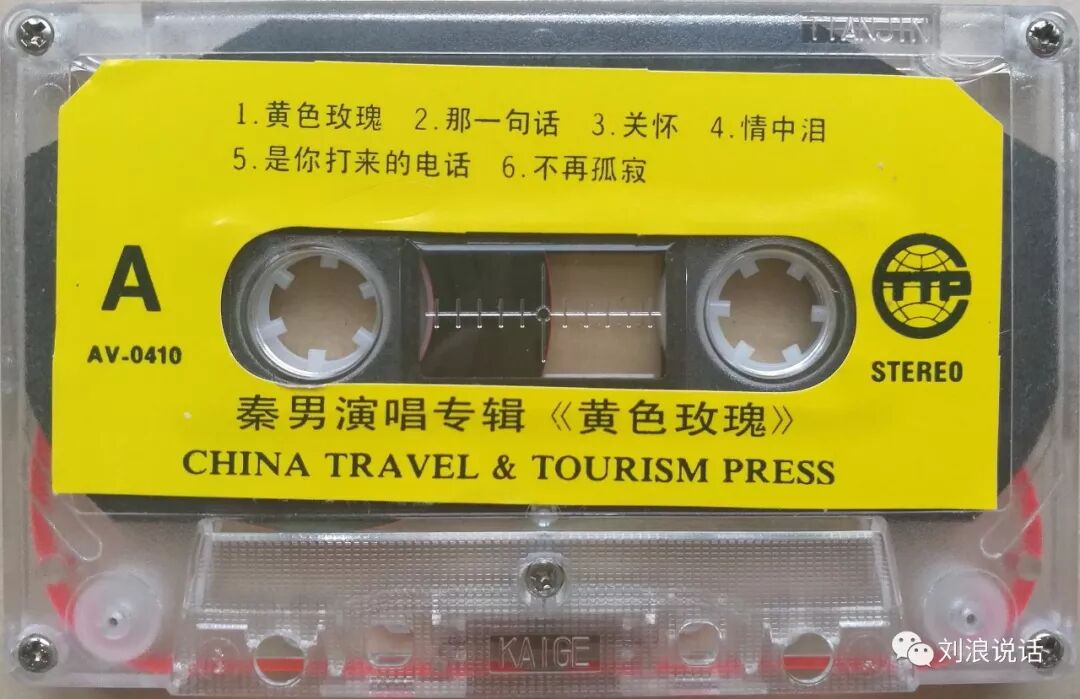 TIANJIN
1.黄色玫瑰 2.那一句话 3.关怀 4.情中泪
5.是你打来的电话 6.不再孤寂
A
AV-0410
CTTP
STEREO
秦男演唱专辑《黄色玫瑰》
CHINA TRAVEL & TOURISM PRESS
KAIGE
刘浪说话